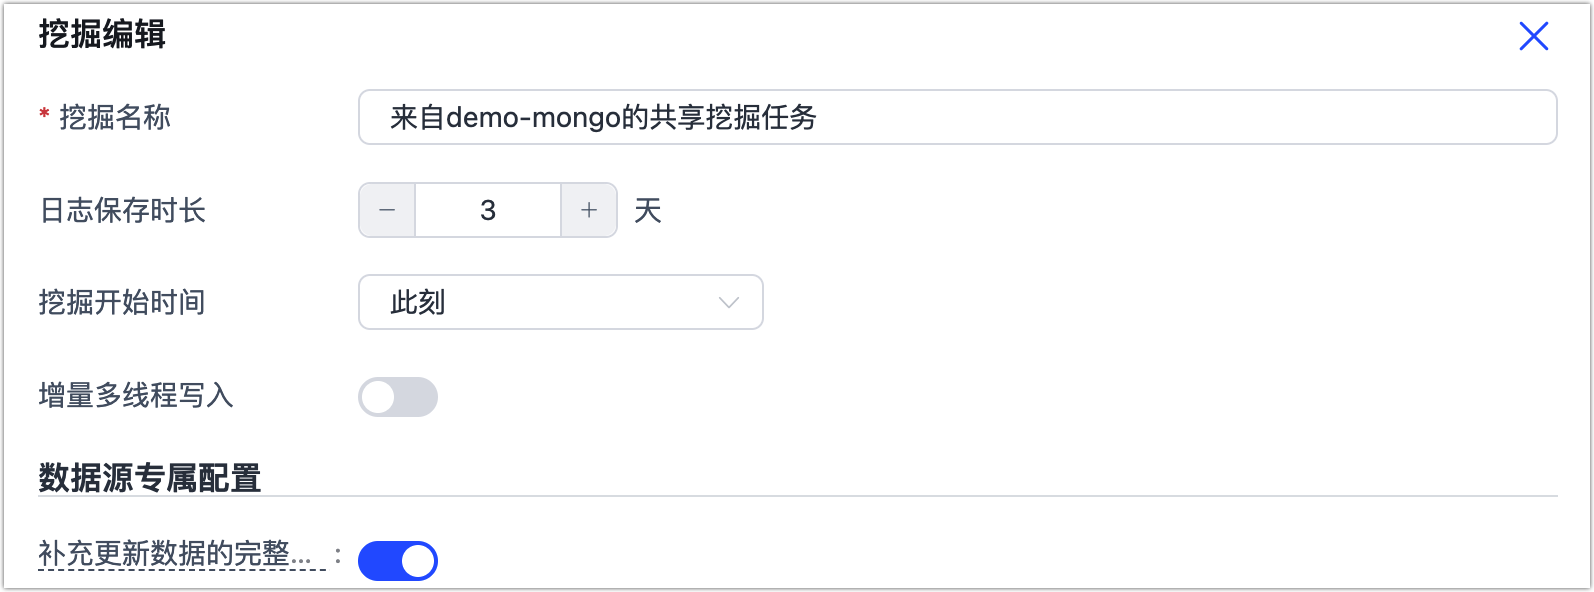 挖掘编辑
* 挖掘名称 来自demo-mongo的共享挖掘任务
日志保存时长 − 3 + 天
挖掘开始时间 此刻
增量多线程写入
数据源专属配置
补充更新数据的完整... :